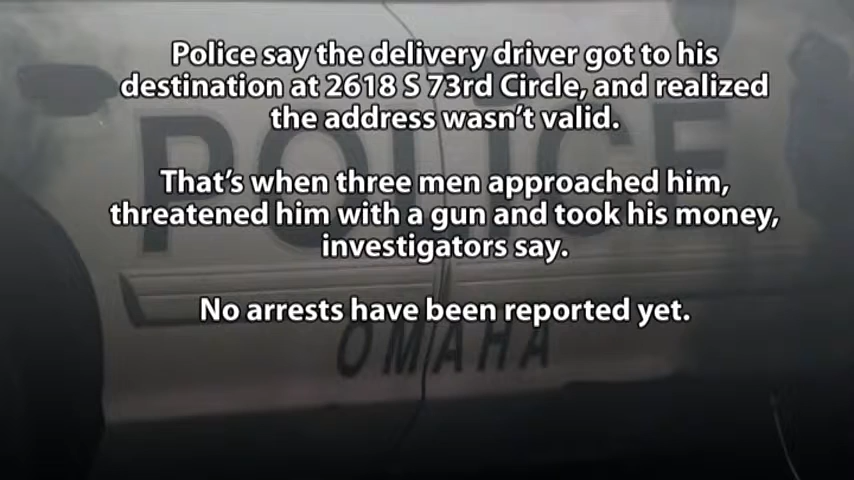 Police say the delivery driver got to his
destination at 2618 S 73rd Circle, and realized
the address wasn't valid.
That's when three men approached him,
threatened him with a gun and took his money,
investigators say.
No arrests have been reported yet.
POLICE
OMAHA